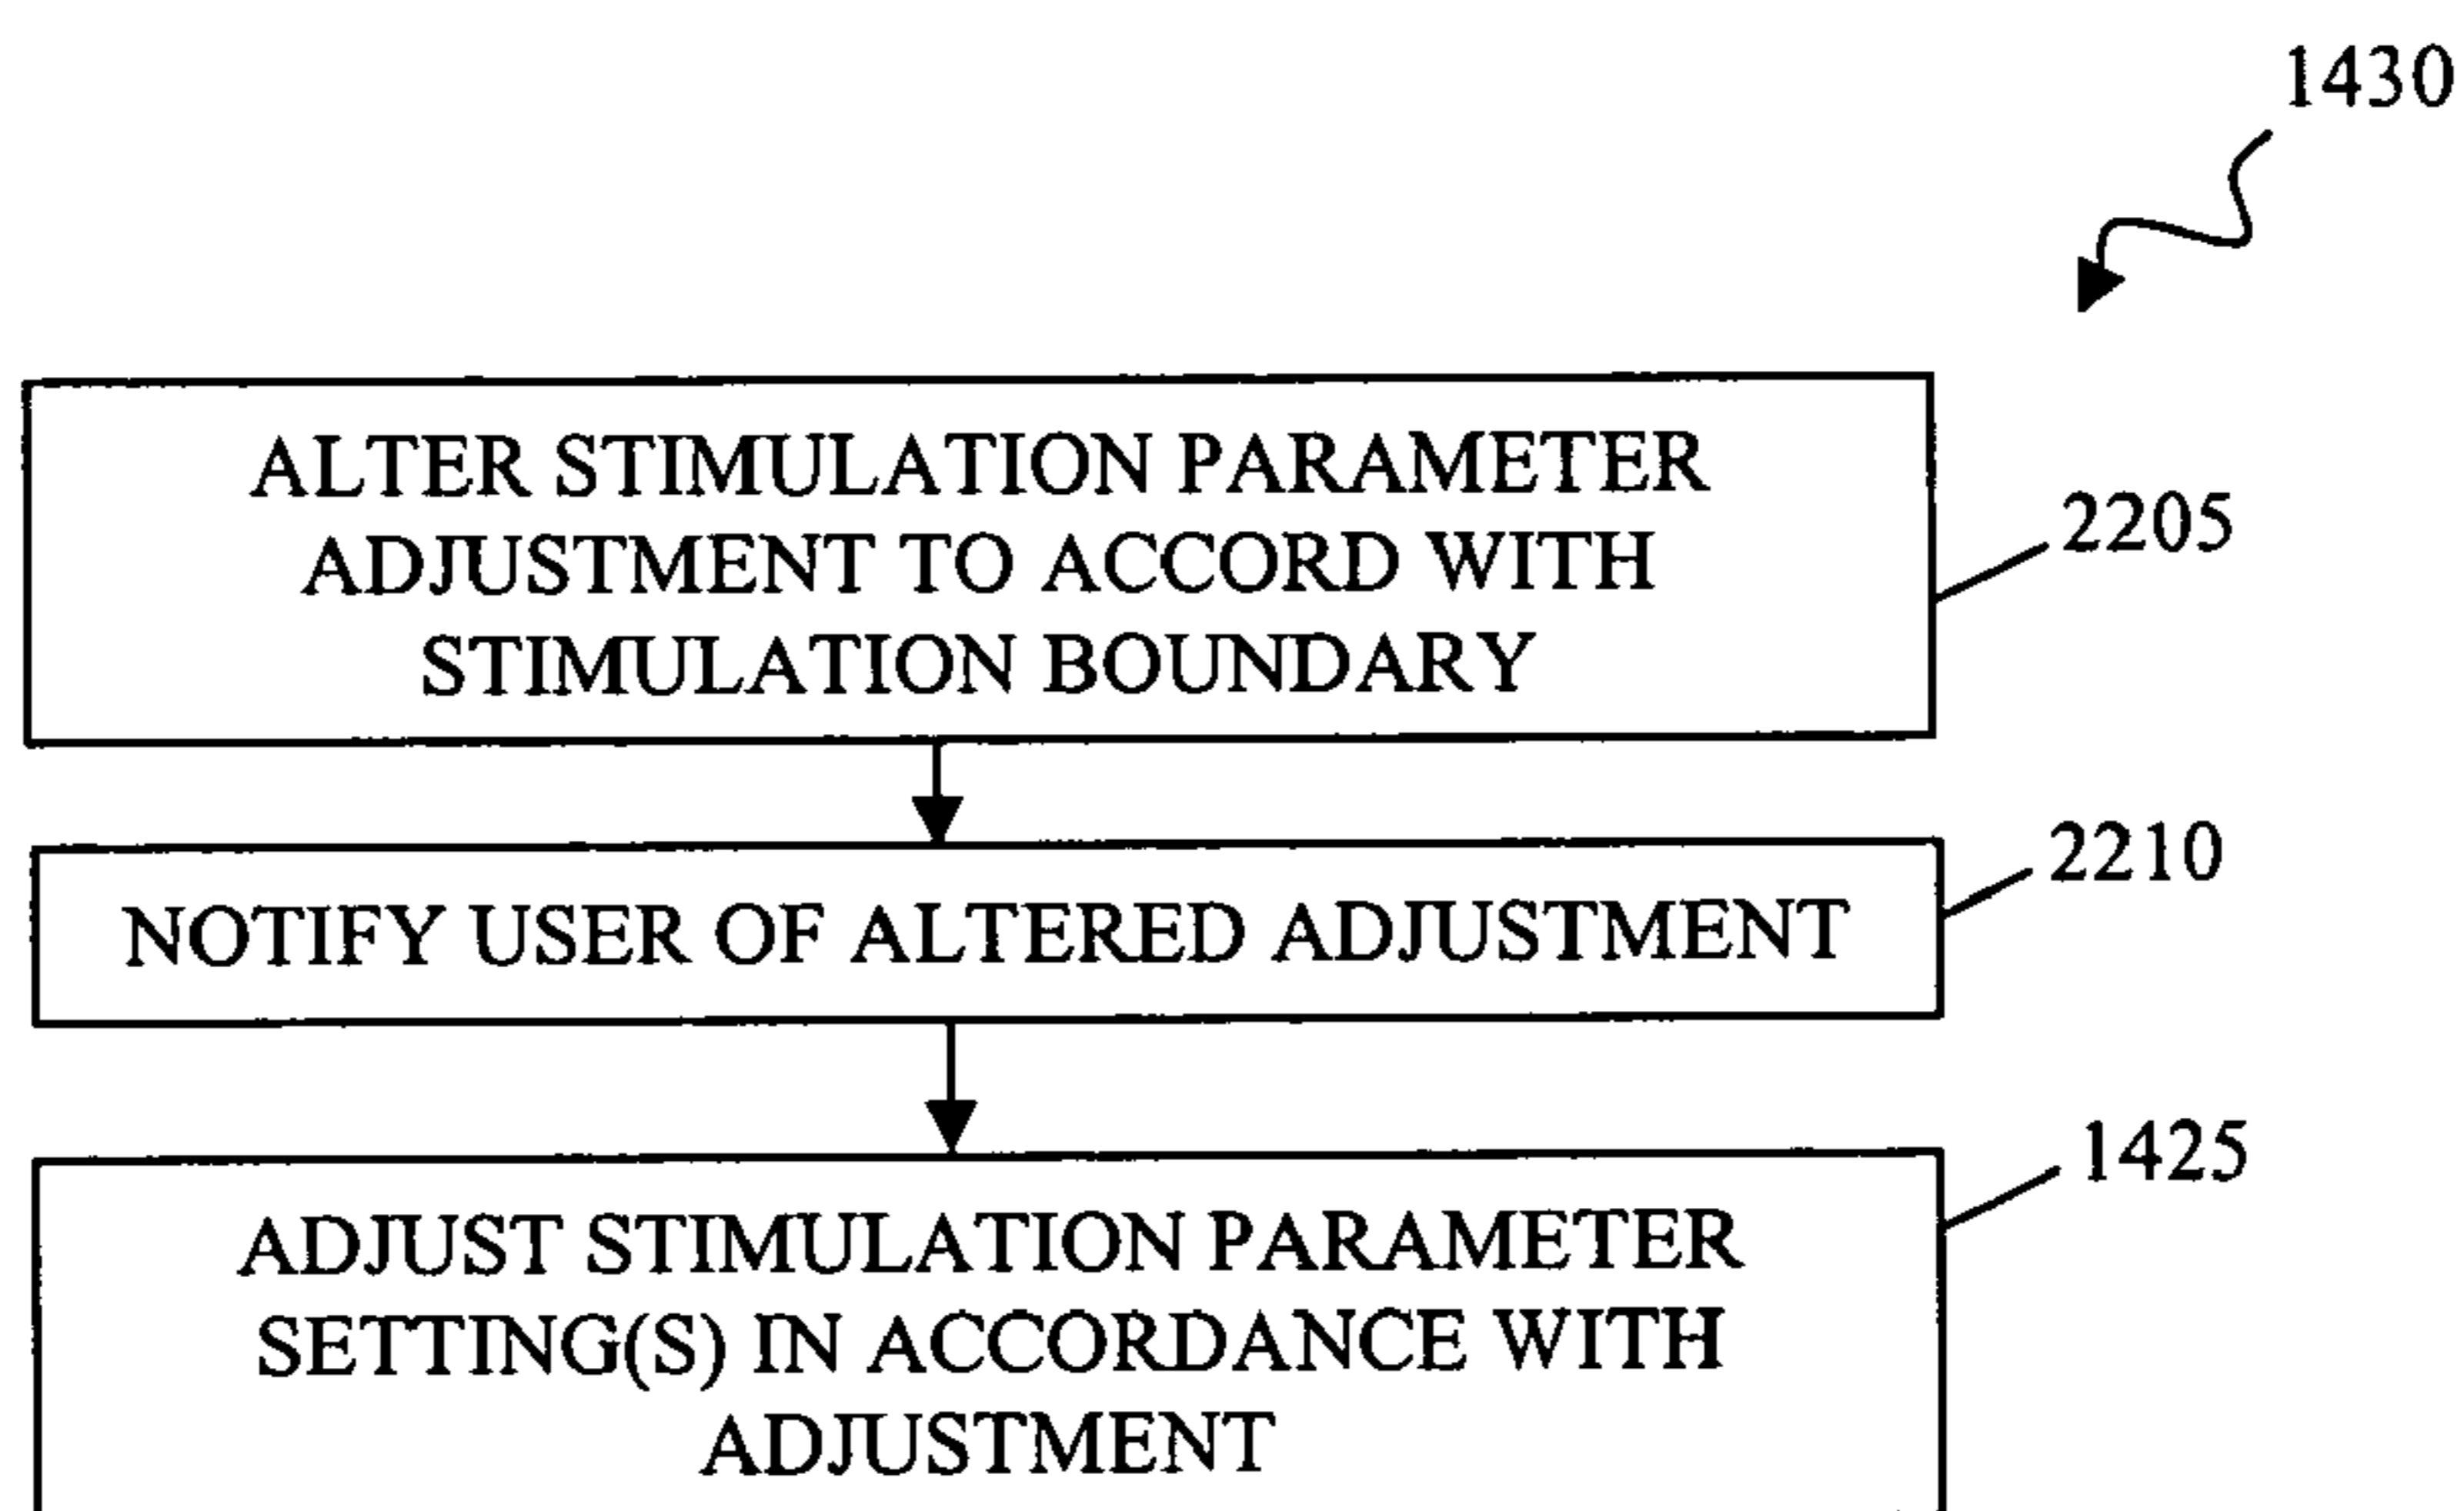 1430
ALTER STIMULATION PARAMETER
ADJUSTMENT TO ACCORD WITH
STIMULATION BOUNDARY
2205
NOTIFY USER OF ALTERED ADJUSTMENT
2210
ADJUST STIMULATION PARAMETER
SETTING(S) IN ACCORDANCE WITH
ADJUSTMENT
1425